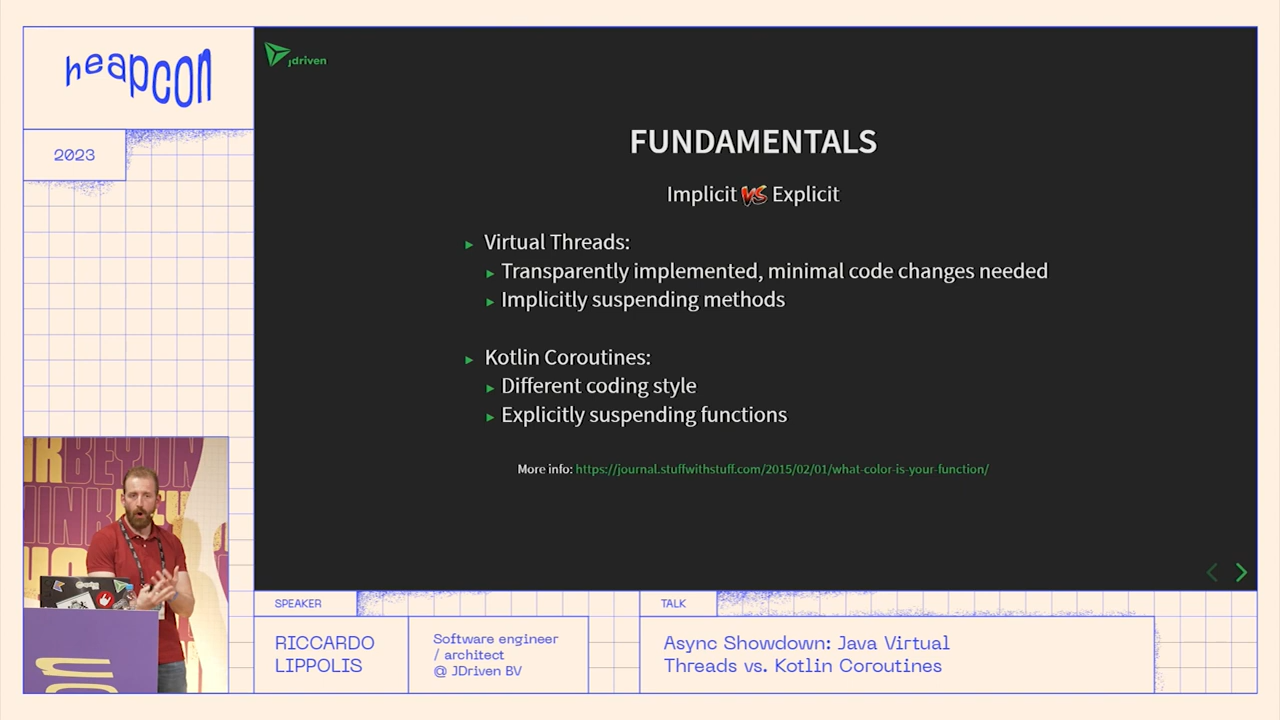 heapcon
2023
jdriven
FUNDAMENTALS
Implicit VS Explicit
▸ Virtual Threads:
▸ Transparently implemented, minimal code changes needed
▸ Implicitly suspending methods
▸ Kotlin Coroutines:
▸ Different coding style
▸ Explicitly suspending functions
More info: https://journal.stuffwithstuff.com/2015/02/01/what-color-is-your-function/
SPEAKER
RICCARDO
LIPPOLIS
Software engineer
/ architect
@ JDriven BV
TALK
Async Showdown: Java Virtual
Threads vs. Kotlin Coroutines